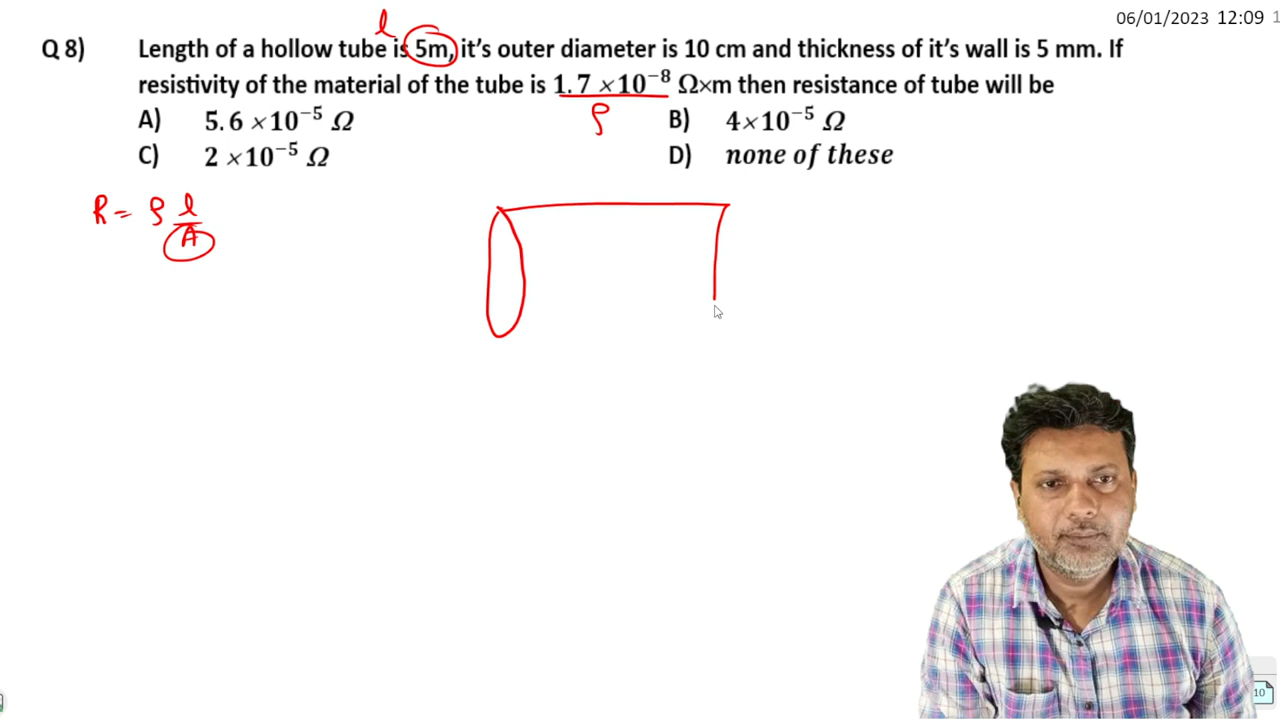 06/01/2023 12:09 1
l
Q 8) Length of a hollow tube is 5m, it's outer diameter is 10 cm and thickness of it's wall is 5 mm. If
resistivity of the material of the tube is 1.7 ×10⁻⁸ Ω×m then resistance of tube will be
ρ
A) 5.6 ×10⁻⁵ Ω B) 4×10⁻⁵ Ω
C) 2 ×10⁻⁵ Ω D) none of these
R = ρ l/A
10